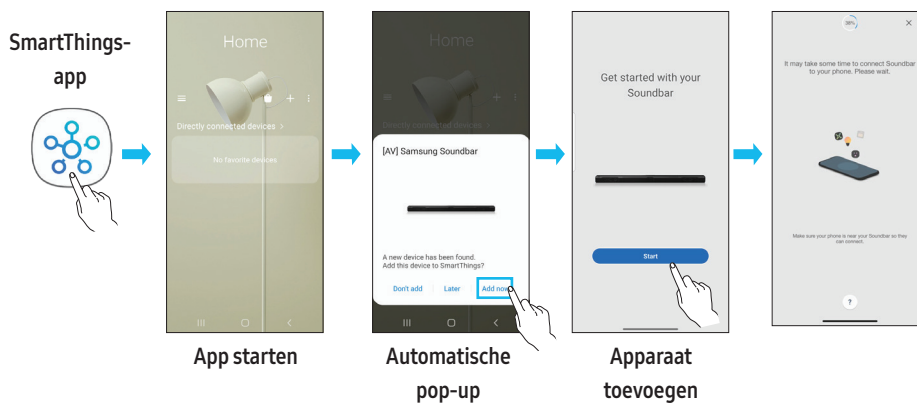 SmartThings-
app
Home
Directly connected devices >
No favorite devices
App starten
Home
Directly connected devices >
[AV] Samsung Soundbar
A new device has been found.
Add this device to SmartThings?
Don't add
Later
Add now
Automatische
pop-up
Get started with your
Soundbar
Start
Apparaat
toevoegen
38%
It may take some time to connect Soundbar
to your phone. Please wait.
Make sure your phone is near your Soundbar so they
can connect.
?